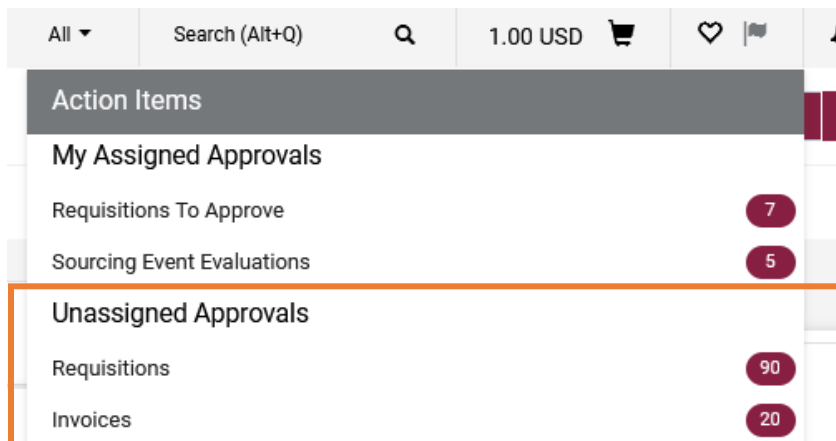 All Search (Alt+Q) 1.00 USD
Action Items
My Assigned Approvals
Requisitions To Approve 7
Sourcing Event Evaluations 5
Unassigned Approvals
Requisitions 90
Invoices 20